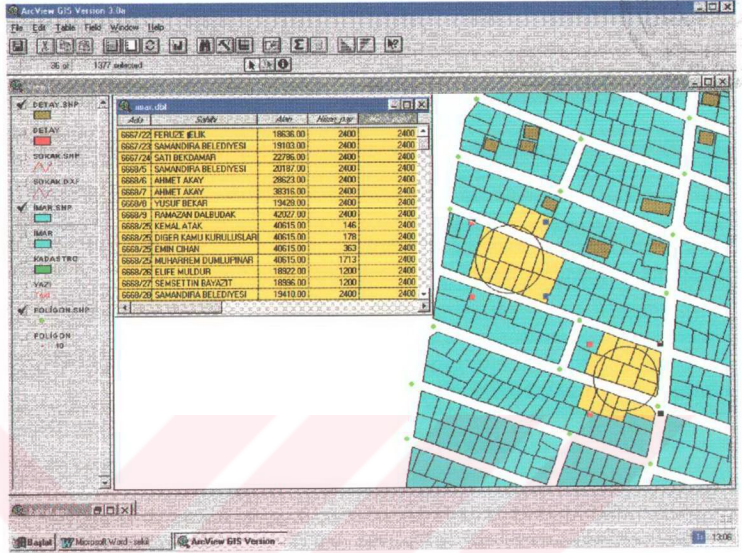 ArcView GIS Version 3.0a
File Edit Table Field Window Help
36 of 1377 selected
DETAY.SHP
DETAY
SOKAK.SHP
SOKAK.DXF
IMAR.SHP
IMAR
KADASTRO
YAZI
POLIGON.SHP
POLIGON
10
imar.dbf
Ada Sahibi Alan
6667/22 FERUZE ÇELIK 18636.00 2400 2400
6667/23 SAMANDIRA BELEDIYESI 19103.00 2400 2400
6667/24 SATI BEKDAMAR 22786.00 2400 2400
6668/5 SAMANDIRA BELEDIYESI 20187.00 2400 2400
6668/6 AHMET AKAY 28623.00 2400 2400
6668/7 AHMET AKAY 38316.00 2400 2400
6668/8 YUSUF BEKAR 19428.00 2400 2400
6668/9 RAMAZAN DALBUDAK 42027.00 2400 2400
6668/25 KEMAL ATAK 40615.00 146 2400
6668/25 DIGER KAMU KURULUSLAR 40615.00 178 2400
6668/25 EMIN CIHAN 40615.00 363 2400
6668/25 MUHARREM DUMLUPINAR 40615.00 1713 2400
6668/26 ELIFE MULDUR 18922.00 1200 2400
6668/27 SEMSETTIN BAYAZIT 18996.00 1200 2400
6668/28 SAMANDIRA BELEDIYESI 19410.00 2400 2400
Başlat Microsoft Word - sekil ArcView GIS Version ... 13:06